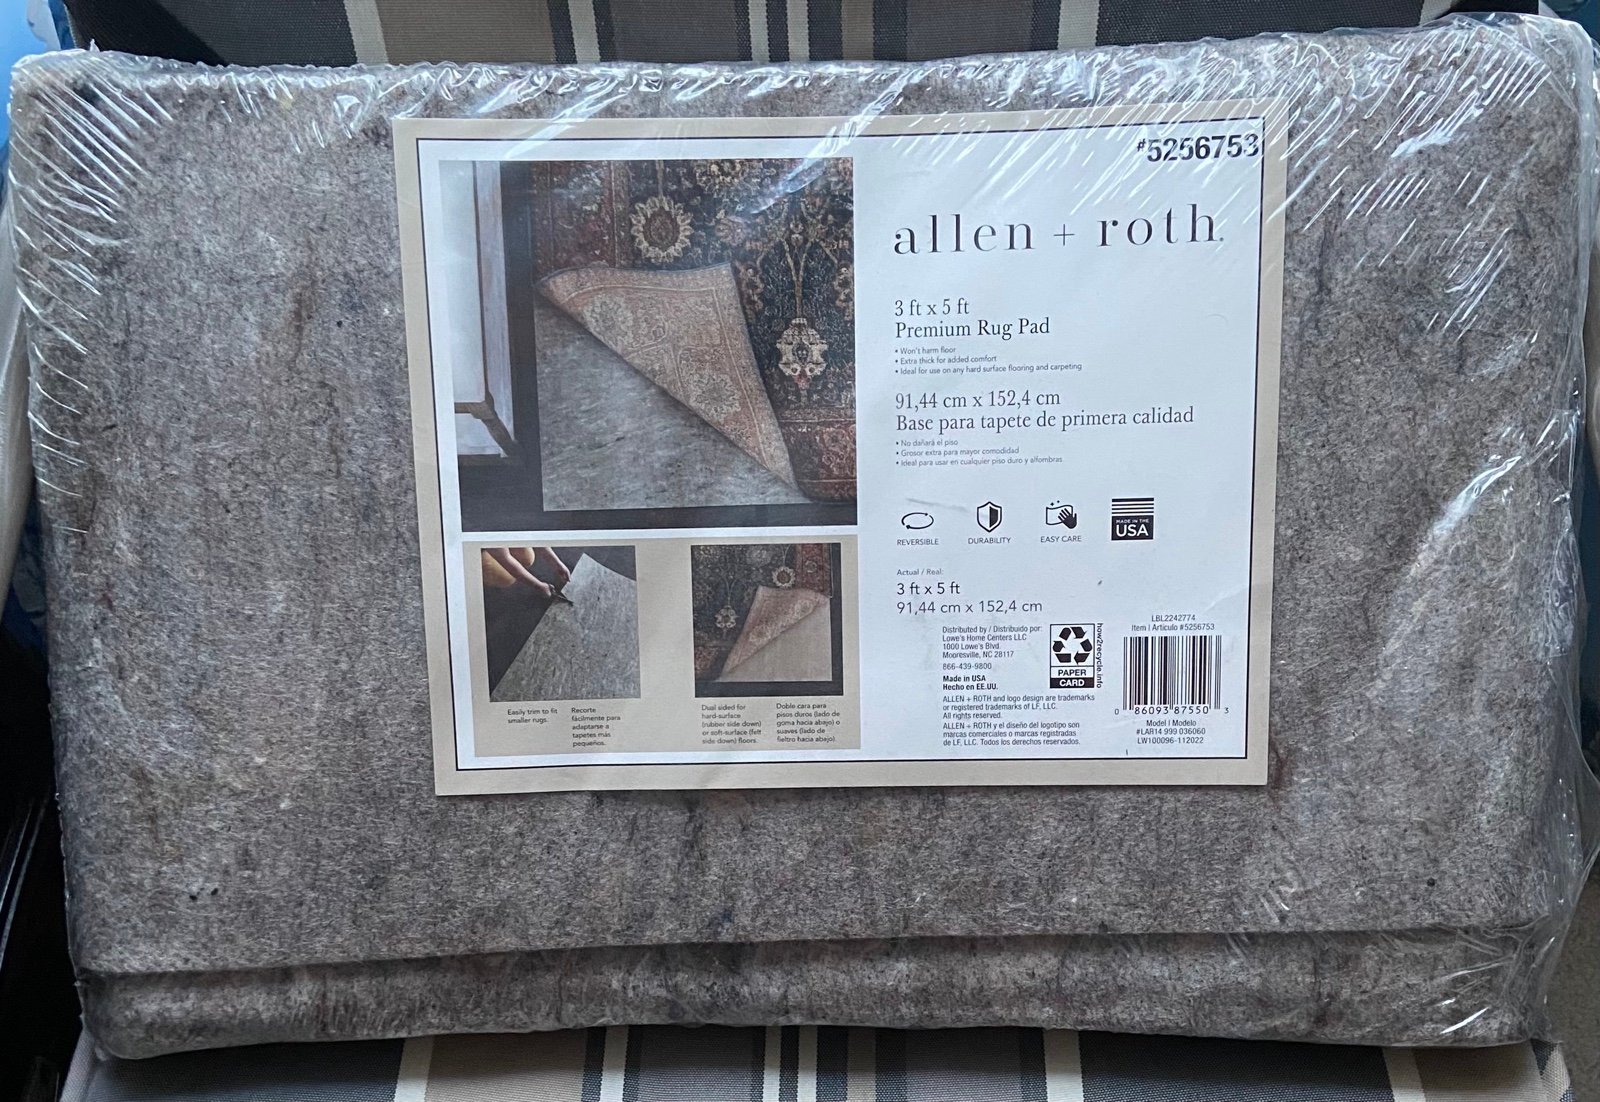 #5256753
allen + roth®
3 ft x 5 ft
Premium Rug Pad
• Won't harm floor
• Extra thick for added comfort
• Ideal for use on any hard surface flooring and carpeting
91,44 cm x 152,4 cm
Base para tapete de primera calidad
• No dañará el piso
• Grosor extra para mayor comodidad
• Ideal para usar en cualquier piso duro y alfombras
REVERSIBLE
DURABILITY
EASY CARE
MADE IN THE
USA
Actual / Real:
3 ft x 5 ft
91,44 cm x 152,4 cm
Distributed by / Distribuido por:
Lowe's Home Centers LLC
1000 Lowe's Blvd.
Mooresville, NC 28117
866-439-9800
Made in USA
Hecho en EE.UU.
ALLEN + ROTH and logo design are trademarks
or registered trademarks of LF, LLC.
All rights reserved.
ALLEN + ROTH y el diseño del logotipo son
marcas comerciales o marcas registradas
de LF, LLC. Todos los derechos reservados.
PAPER
CARD
how2recycle.info
LBL2242774
Item | Artículo #5256753
0 86093 87550 3
Model | Modelo
#LAR14 999 036060
LW100096-112022
Easily trim to fit
smaller rugs.
Recorte
fácilmente para
adaptarse a
tapetes más
pequeños.
Dual sided for
hard-surface
(rubber side down)
or soft-surface (felt
side down) floors.
Doble cara para
pisos duros (lado de
goma hacia abajo) o
suaves (lado de
fieltro hacia abajo).